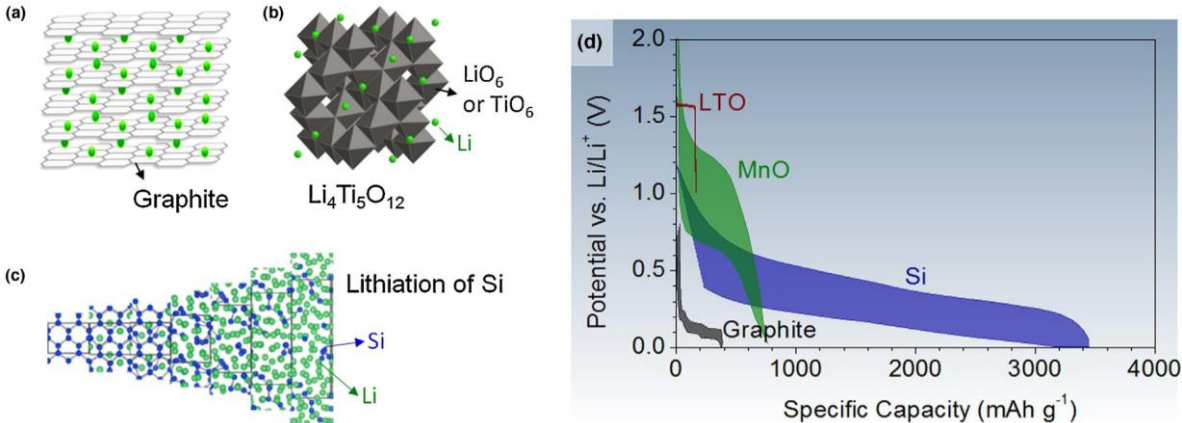 (a)
Graphite
(b)
LiO₆
or TiO₆
Li
Li₄Ti₅O₁₂
(c)
Lithiation of Si
Si
Li
(d)
Potential vs. Li/Li⁺ (V)
2.0
1.5
1.0
0.5
0.0
LTO
MnO
Si
Graphite
0
1000
2000
3000
4000
Specific Capacity (mAh g⁻¹)